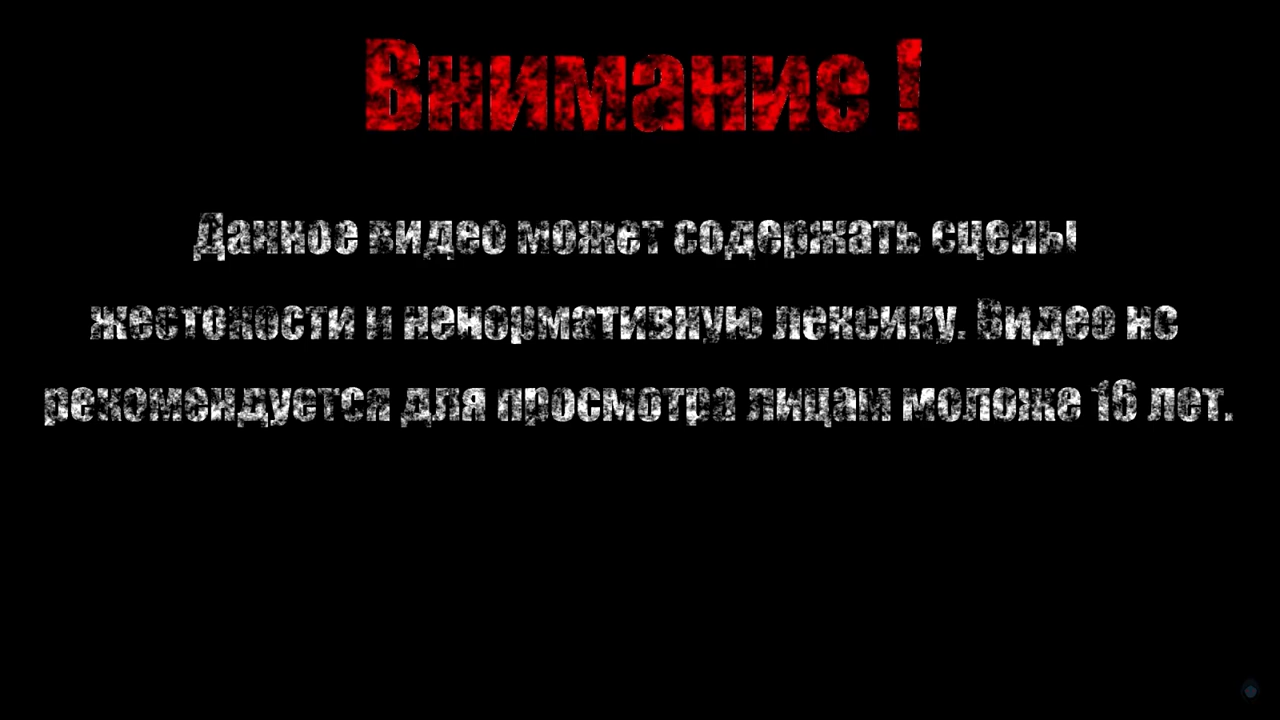 Внимание !
Данное видео может содержать сцены
жестокости и ненормативную лексику. Видео не
рекомендуется для просмотра лицам моложе 16 лет.